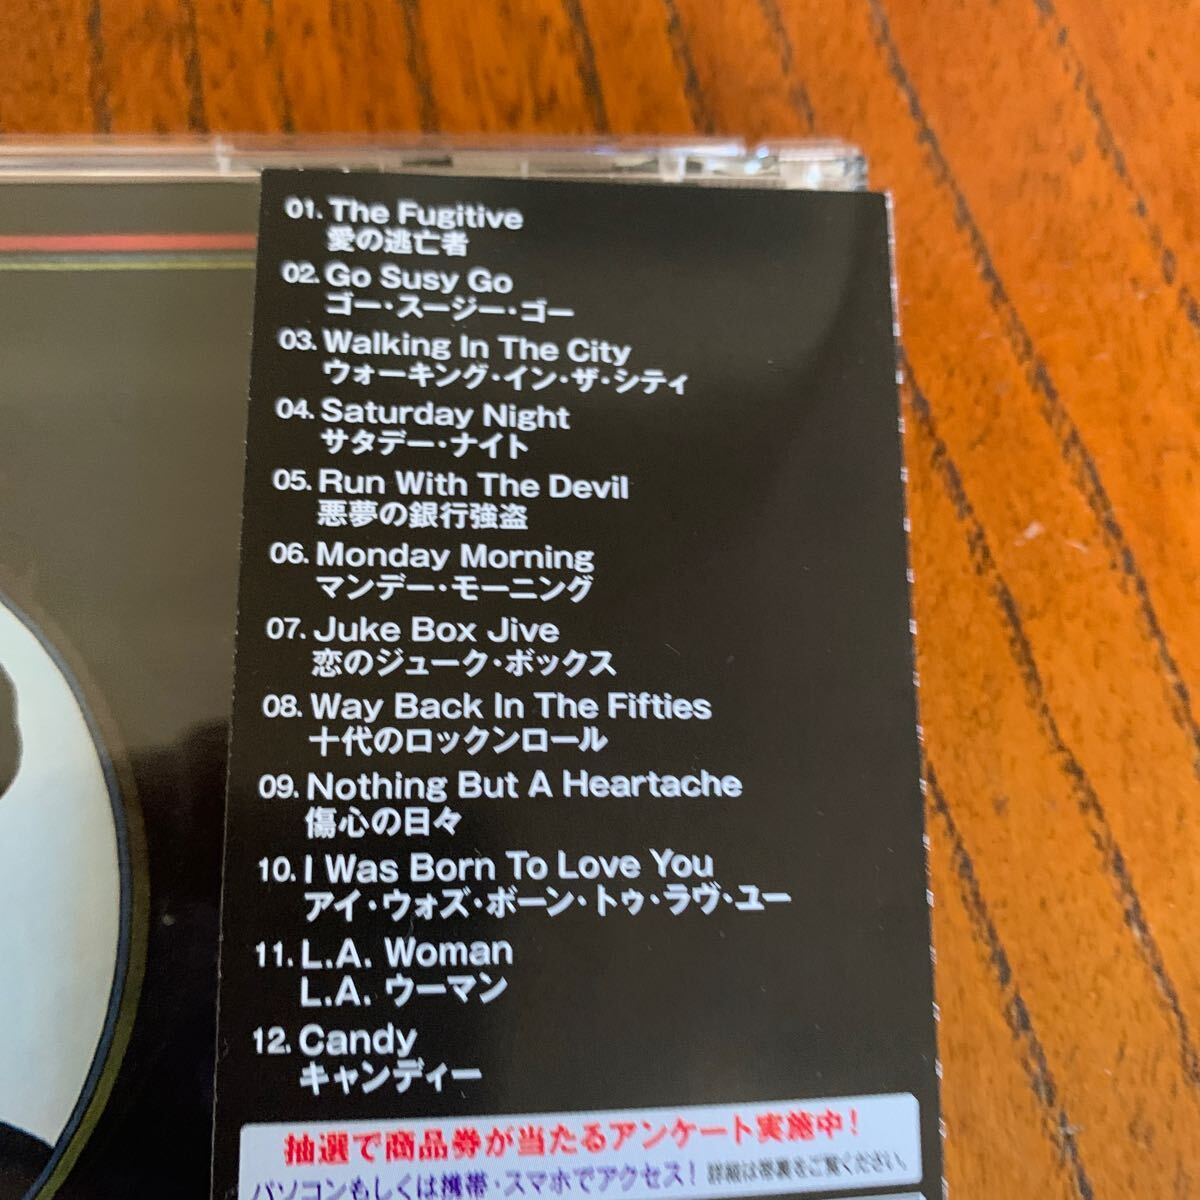 01. The Fugitive
愛の逃亡者
02. Go Susy Go
ゴー・スージー・ゴー
03. Walking In The City
ウォーキング・イン・ザ・シティ
04. Saturday Night
サタデー・ナイト
05. Run With The Devil
悪夢の銀行強盗
06. Monday Morning
マンデー・モーニング
07. Juke Box Jive
恋のジューク・ボックス
08. Way Back In The Fifties
十代のロックンロール
09. Nothing But A Heartache
傷心の日々
10. I Was Born To Love You
アイ・ウォズ・ボーン・トゥ・ラヴ・ユー
11. L.A. Woman
L.A. ウーマン
12. Candy
キャンディー
抽選で商品券が当たるアンケート実施中!
パソコンもしくは携帯・スマホでアクセス! 詳細は帯裏をご覧ください。